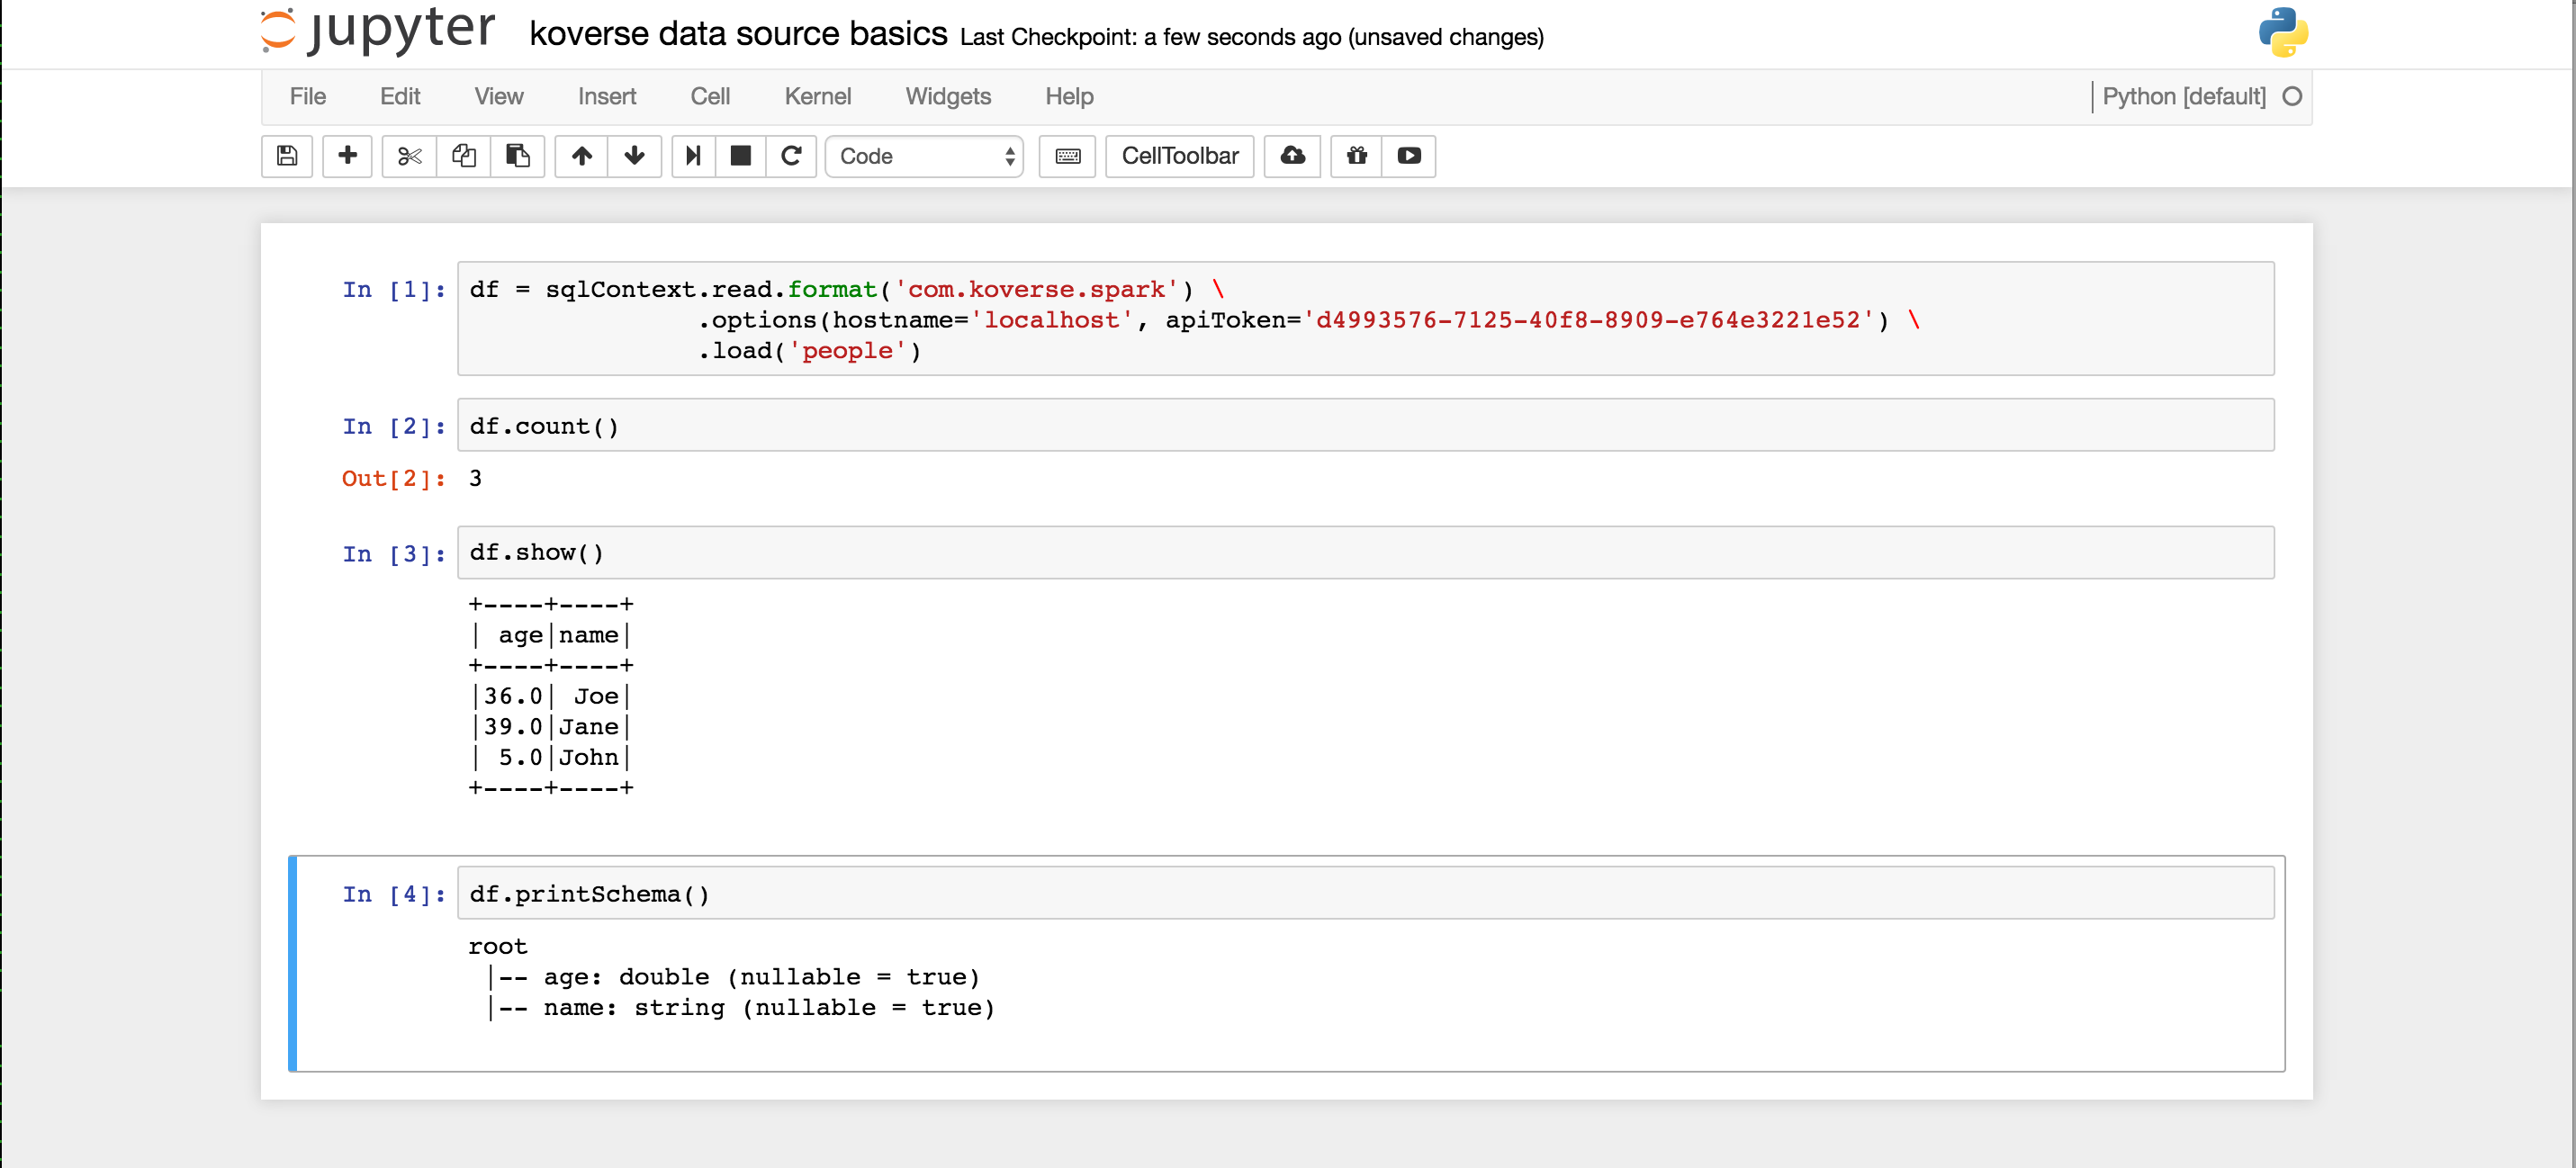 jupyter koverse data source basics Last Checkpoint: a few seconds ago (unsaved changes)
File Edit View Insert Cell Kernel Widgets Help Python [default]
Code CellToolbar
In [1]: df = sqlContext.read.format('com.koverse.spark') \
.options(hostname='localhost', apiToken='d4993576-7125-40f8-8909-e764e3221e52') \
.load('people')
In [2]: df.count()
Out[2]: 3
In [3]: df.show()
+----+----+
| age|name|
+----+----+
|36.0| Joe|
|39.0|Jane|
| 5.0|John|
+----+----+
In [4]: df.printSchema()
root
|-- age: double (nullable = true)
|-- name: string (nullable = true)